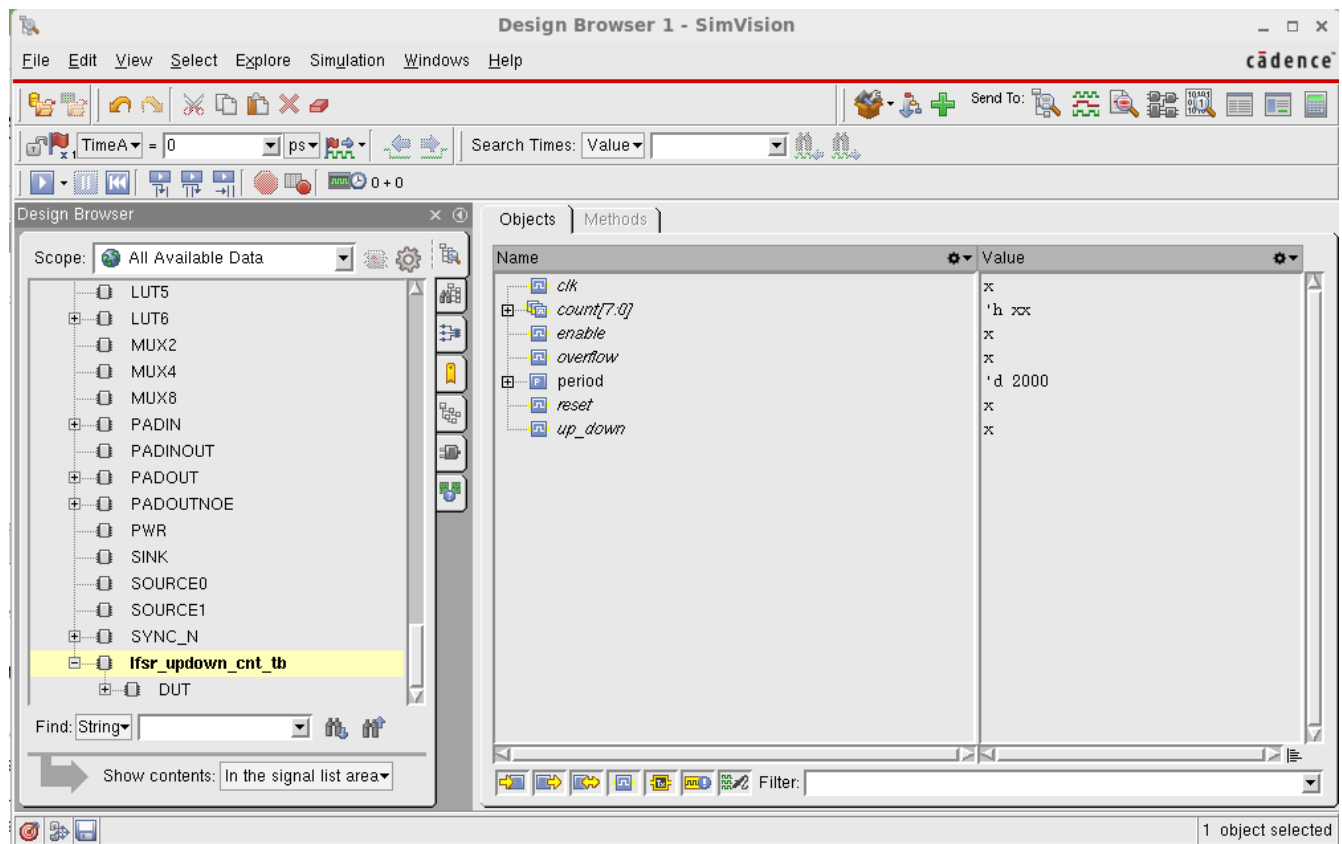 Design Browser 1 - SimVision
File Edit View Select Explore Simulation Windows Help
cādence
Send To:
TimeA = 0 ps
Search Times: Value
0 + 0
Design Browser
Scope: All Available Data
LUT5
LUT6
MUX2
MUX4
MUX8
PADIN
PADINOUT
PADOUT
PADOUTNOE
PWR
SINK
SOURCE0
SOURCE1
SYNC_N
lfsr_updown_cnt_tb
DUT
Find: String
Show contents: In the signal list area
Objects Methods
Name Value
clk x
count[7:0] 'h xx
enable x
overflow x
period 'd 2000
reset x
up_down x
Filter:
1 object selected